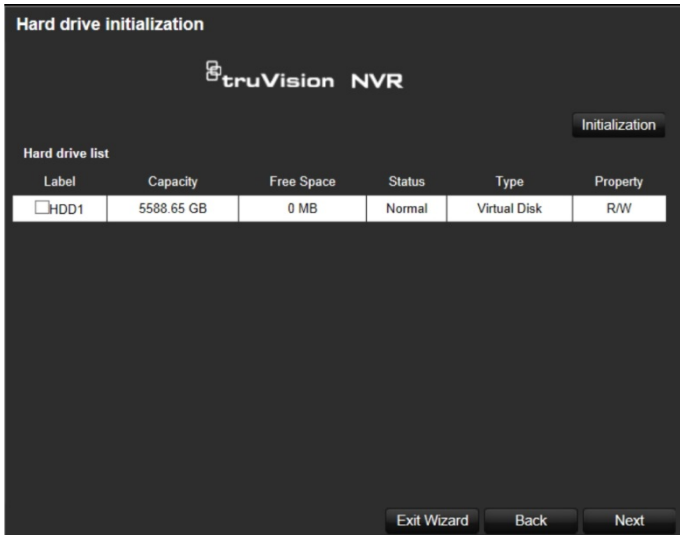 Hard drive initialization
truVision NVR
Initialization
Hard drive list
Label Capacity Free Space Status Type Property
HDD1 5588.65 GB 0 MB Normal Virtual Disk R/W
Exit Wizard Back Next